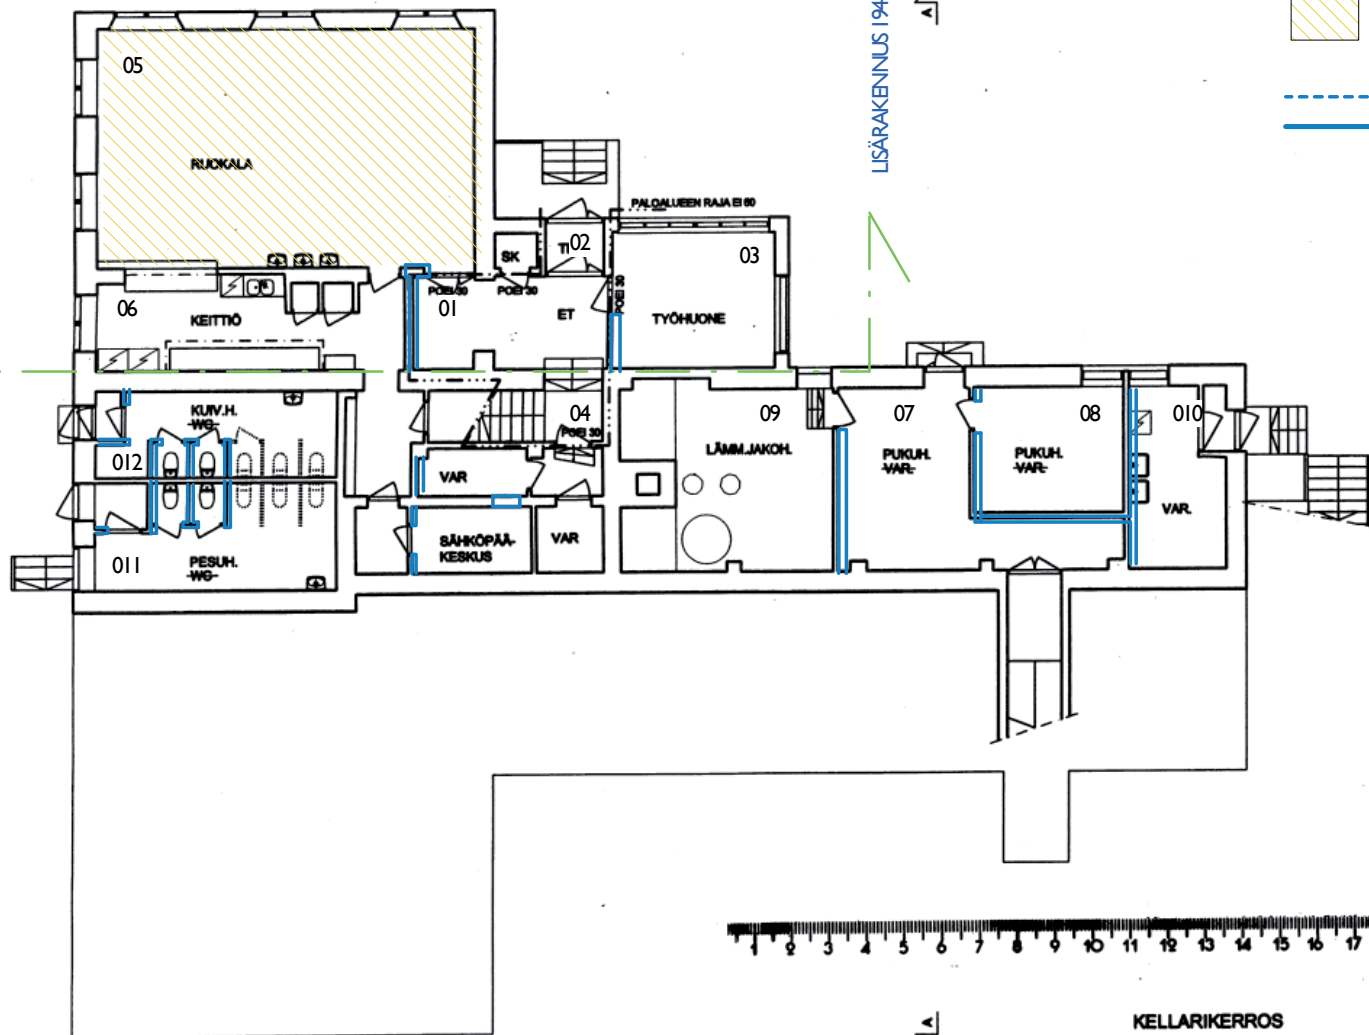 A
LISÄRAKENNUS 194
05
RUOKALA
PALOALUEEN RAJA EI 60
02
SK
03
POEI 30
POEI 30
POEI 30
06
01
KEITTIÖ
ET
TYÖHUONE
KUIV.H.
WC
04
POEI 30
09
07
08
010
LÄMM.JAKOH.
PUKUH.
VAR.
PUKUH.
VAR.
012
VAR
VAR.
SÄHKÖPÄÄ-
KESKUS
VAR
011
PESUH.
WC
1 2 3 4 5 6 7 8 9 10 11 12 13 14 15 16 17
A
KELLARIKERROS